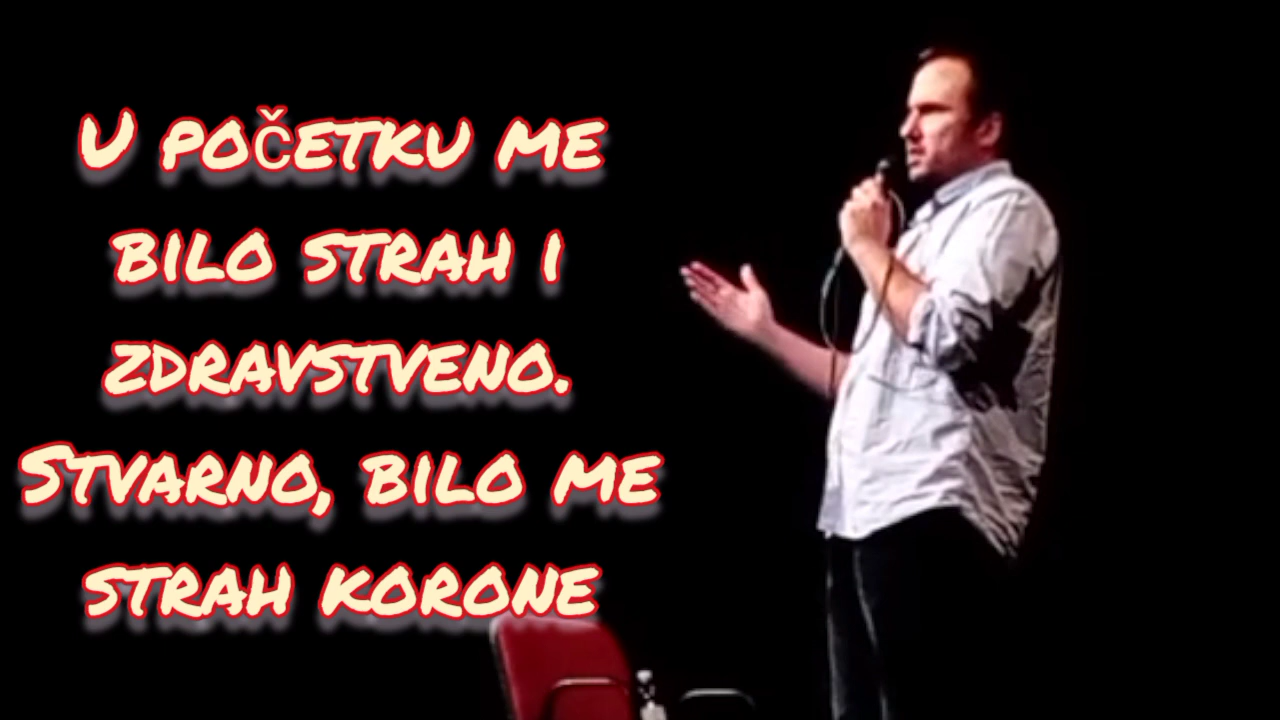 U početku me
bilo strah i
zdravstveno.
Stvarno, bilo me
strah korone